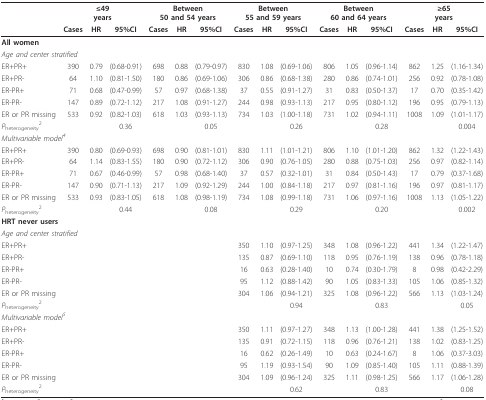 ≤49 years Between 50 and 54 years Between 55 and 59 years Between 60 and 64 years ≥65 years
Cases HR 95%CI Cases HR 95%CI Cases HR 95%CI Cases HR 95%CI Cases HR 95%CI
All women
Age and center stratified
ER+PR+ 390 0.79 (0.68-0.91) 698 0.88 (0.79-0.97) 830 1.08 (0.69-1.06) 806 1.05 (0.96-1.14) 862 1.25 (1.16-1.34)
ER+PR- 64 1.10 (0.81-1.50) 180 0.86 (0.69-1.06) 306 0.86 (0.68-1.38) 280 0.86 (0.74-1.01) 256 0.92 (0.78-1.08)
ER-PR+ 71 0.68 (0.47-0.99) 57 0.97 (0.68-1.38) 37 0.55 (0.91-1.27) 31 0.83 (0.50-1.37) 17 0.70 (0.35-1.42)
ER-PR- 147 0.89 (0.72-1.12) 217 1.08 (0.91-1.27) 244 0.98 (0.93-1.13) 217 0.95 (0.80-1.12) 196 0.95 (0.79-1.13)
ER or PR missing 533 0.92 (0.82-1.03) 618 1.03 (0.93-1.13) 734 1.03 (1.00-1.18) 731 1.02 (0.94-1.11) 1008 1.09 (1.01-1.17)
Pheterogeneity2 0.36 0.05 0.26 0.28 0.004
Multivariable model4
ER+PR+ 390 0.80 (0.69-0.93) 698 0.90 (0.81-1.01) 830 1.11 (1.01-1.21) 806 1.10 (1.01-1.20) 862 1.32 (1.22-1.43)
ER+PR- 64 1.14 (0.83-1.55) 180 0.90 (0.72-1.12) 306 0.90 (0.76-1.05) 280 0.88 (0.75-1.03) 256 0.97 (0.82-1.14)
ER-PR+ 71 0.67 (0.46-0.99) 57 0.98 (0.68-1.40) 37 0.57 (0.32-1.01) 31 0.84 (0.50-1.43) 17 0.79 (0.37-1.68)
ER-PR- 147 0.90 (0.71-1.13) 217 1.09 (0.92-1.29) 244 1.00 (0.84-1.18) 217 0.97 (0.81-1.16) 196 0.97 (0.81-1.17)
ER or PR missing 533 0.93 (0.83-1.05) 618 1.08 (0.98-1.19) 734 1.08 (0.99-1.18) 731 1.06 (0.97-1.16) 1008 1.13 (1.05-1.22)
Pheterogeneity2 0.44 0.08 0.29 0.20 0.002
HRT never users
Age and center stratified
ER+PR+ 350 1.10 (0.97-1.25) 348 1.08 (0.96-1.22) 441 1.34 (1.22-1.47)
ER+PR- 135 0.87 (0.69-1.10) 118 0.95 (0.76-1.19) 138 0.96 (0.78-1.18)
ER-PR+ 16 0.63 (0.28-1.40) 10 0.74 (0.30-1.79) 8 0.98 (0.42-2.29)
ER-PR- 95 1.12 (0.88-1.42) 90 1.05 (0.83-1.33) 105 1.06 (0.85-1.32)
ER or PR missing 304 1.06 (0.94-1.21) 325 1.08 (0.96-1.22) 566 1.13 (1.03-1.24)
Pheterogeneity2 0.94 0.83 0.05
Multivariable model5
ER+PR+ 350 1.11 (0.97-1.27) 348 1.13 (1.00-1.28) 441 1.38 (1.25-1.52)
ER+PR- 135 0.91 (0.72-1.15) 118 0.96 (0.76-1.21) 138 1.02 (0.83-1.25)
ER-PR+ 16 0.62 (0.26-1.49) 10 0.63 (0.24-1.67) 8 1.06 (0.37-3.03)
ER-PR- 95 1.19 (0.93-1.54) 90 1.09 (0.85-1.40) 105 1.11 (0.88-1.39)
ER or PR missing 304 1.09 (0.96-1.24) 325 1.11 (0.98-1.25) 566 1.17 (1.06-1.28)
Pheterogeneity2 0.62 0.83 0.08